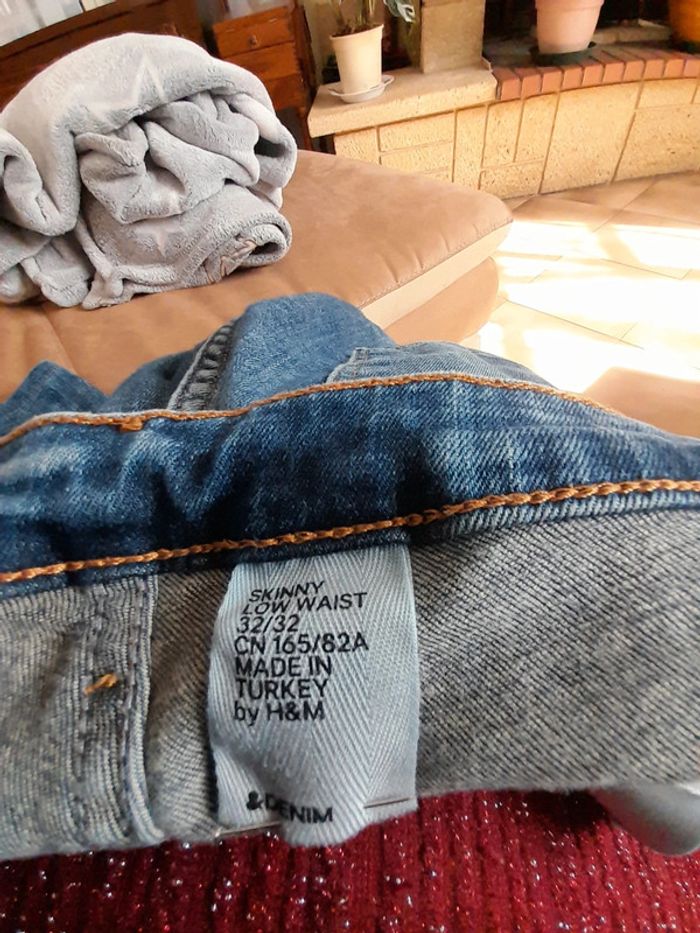 SKINNY
LOW WAIST
32/32
CN 165/82A
MADE IN
TURKEY
by H&M
&DENIM